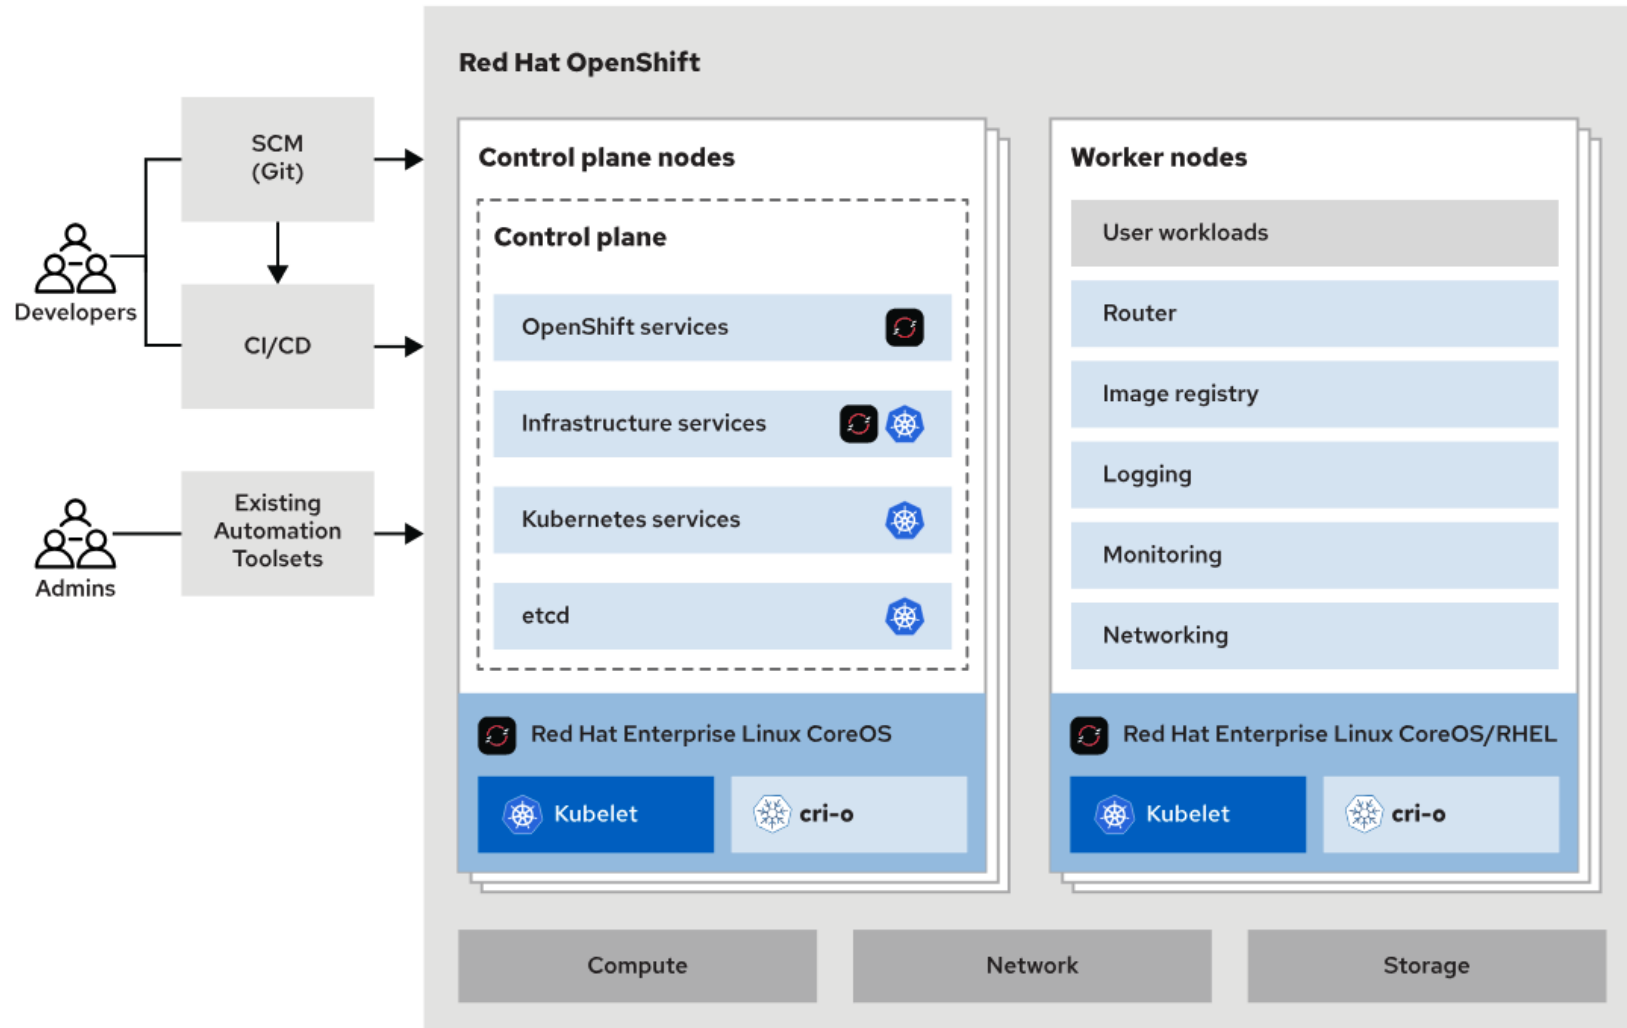 Red Hat OpenShift
SCM
(Git)
CI/CD
Developers
Existing
Automation
Toolsets
Admins
Control plane nodes
Control plane
OpenShift services
Infrastructure services
Kubernetes services
etcd
Red Hat Enterprise Linux CoreOS
Kubelet
cri-o
Worker nodes
User workloads
Router
Image registry
Logging
Monitoring
Networking
Red Hat Enterprise Linux CoreOS/RHEL
Kubelet
cri-o
Compute
Network
Storage